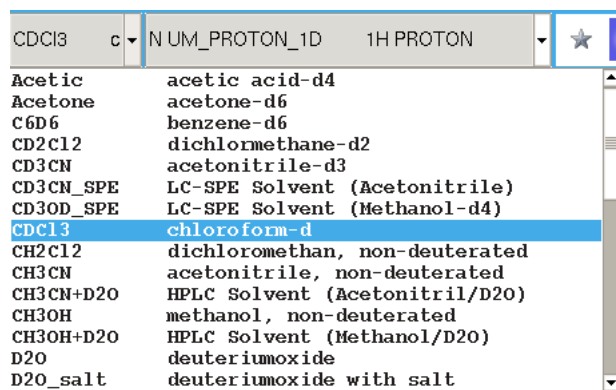 CDCl3 c N UM_PROTON_1D 1H PROTON
Acetic acetic acid-d4
Acetone acetone-d6
C6D6 benzene-d6
CD2Cl2 dichlormethane-d2
CD3CN acetonitrile-d3
CD3CN_SPE LC-SPE Solvent (Acetonitrile)
CD3OD_SPE LC-SPE Solvent (Methanol-d4)
CDCl3 chloroform-d
CH2Cl2 dichloromethan, non-deuterated
CH3CN acetonitrile, non-deuterated
CH3CN+D2O HPLC Solvent (Acetonitril/D2O)
CH3OH methanol, non-deuterated
CH3OH+D2O HPLC Solvent (Methanol/D2O)
D2O deuteriumoxide
D2O_salt deuteriumoxide with salt